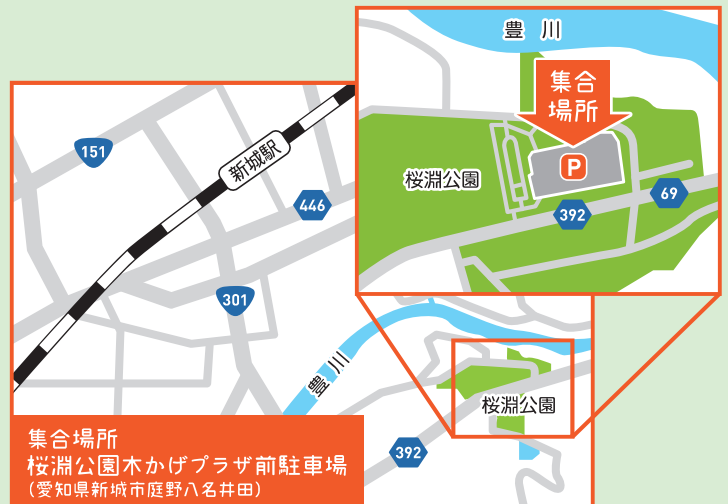 豊川
集合
場所
P
桜淵公園
69
392
151
新城駅
446
301
豊川
桜淵公園
392
集合場所
桜淵公園木かげプラザ前駐車場
(愛知県新城市庭野八名井田)